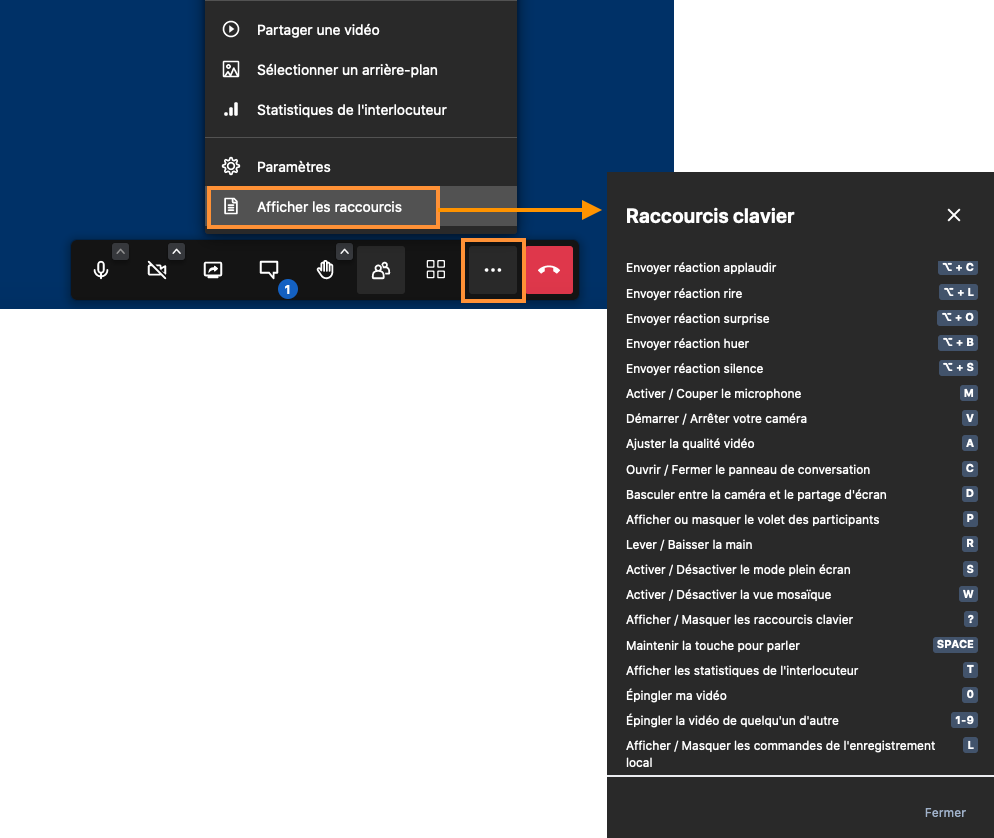 Partager une vidéo
Sélectionner un arrière-plan
Statistiques de l'interlocuteur
Paramètres
Afficher les raccourcis
1
Raccourcis clavier
Envoyer réaction applaudir ⌥ + C
Envoyer réaction rire ⌥ + L
Envoyer réaction surprise ⌥ + O
Envoyer réaction huer ⌥ + B
Envoyer réaction silence ⌥ + S
Activer / Couper le microphone M
Démarrer / Arrêter votre caméra V
Ajuster la qualité vidéo A
Ouvrir / Fermer le panneau de conversation C
Basculer entre la caméra et le partage d'écran D
Afficher ou masquer le volet des participants P
Lever / Baisser la main R
Activer / Désactiver le mode plein écran S
Activer / Désactiver la vue mosaïque W
Afficher / Masquer les raccourcis clavier ?
Maintenir la touche pour parler SPACE
Afficher les statistiques de l'interlocuteur T
Épingler ma vidéo 0
Épingler la vidéo de quelqu'un d'autre 1-9
Afficher / Masquer les commandes de l'enregistrement L
local
Fermer